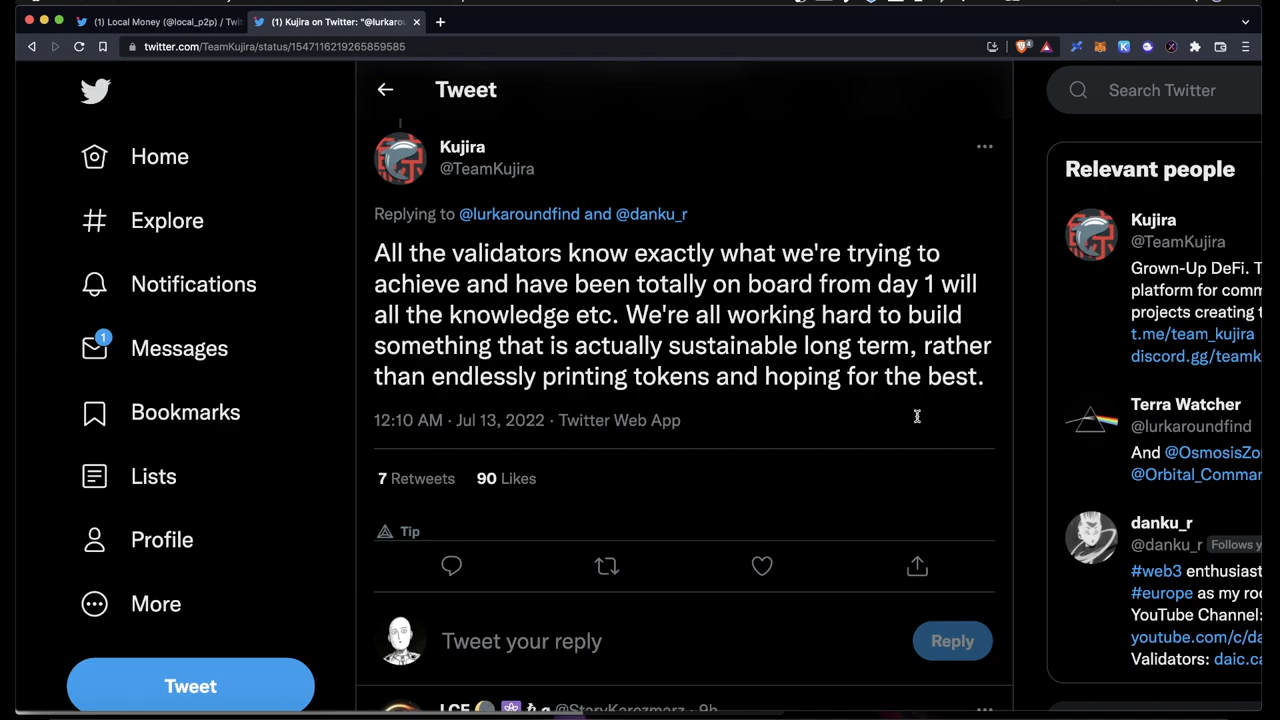 (1) Local Money (@local_p2p) / Twi
(1) Kujira on Twitter: "@lurkarou
twitter.com/TeamKujira/status/1547116219265859585
4
Tweet
Search Twitter
Home
Explore
Notifications
1
Messages
Bookmarks
Lists
Profile
More
Tweet
Kujira
@TeamKujira
Replying to @lurkaroundfind and @danku_r
All the validators know exactly what we're trying to
achieve and have been totally on board from day 1 will
all the knowledge etc. We're all working hard to build
something that is actually sustainable long term, rather
than endlessly printing tokens and hoping for the best.
12:10 AM · Jul 13, 2022 · Twitter Web App
7 Retweets 90 Likes
Tip
Tweet your reply
Reply
@StaryKarczmarz · 9h
Relevant people
Kujira
@TeamKujira
Grown-Up DeFi. T
platform for comm
projects creating t
t.me/team_kujira
discord.gg/teamk
Terra Watcher
@lurkaroundfind
And @OsmosisZo
@Orbital_Commar
danku_r
@danku_r Follows y
#web3 enthusiast
#europe as my roo
YouTube Channel:
youtube.com/c/da
Validators: daic.ca